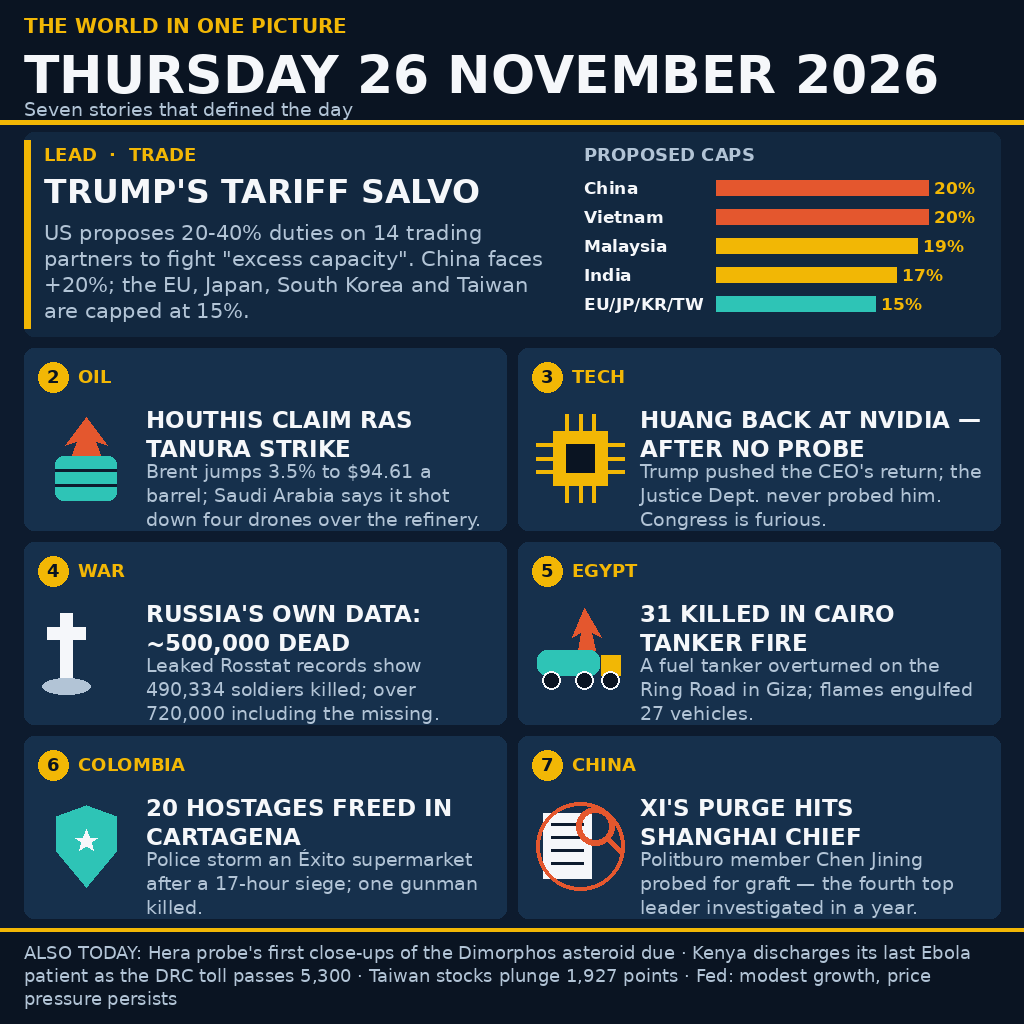 THE WORLD IN ONE PICTURE
THURSDAY 26 NOVEMBER 2026
Seven stories that defined the day
LEAD · TRADE
TRUMP'S TARIFF SALVO
US proposes 20-40% duties on 14 trading
partners to fight "excess capacity". China faces
+20%; the EU, Japan, South Korea and Taiwan
are capped at 15%.
PROPOSED CAPS
China 20%
Vietnam 20%
Malaysia 19%
India 17%
EU/JP/KR/TW 15%
2 OIL
HOUTHIS CLAIM RAS
TANURA STRIKE
Brent jumps 3.5% to $94.61 a
barrel; Saudi Arabia says it shot
down four drones over the refinery.
3 TECH
HUANG BACK AT NVIDIA —
AFTER NO PROBE
Trump pushed the CEO's return; the
Justice Dept. never probed him.
Congress is furious.
4 WAR
RUSSIA'S OWN DATA:
~500,000 DEAD
Leaked Rosstat records show
490,334 soldiers killed; over
720,000 including the missing.
5 EGYPT
31 KILLED IN CAIRO
TANKER FIRE
A fuel tanker overturned on the
Ring Road in Giza; flames engulfed
27 vehicles.
6 COLOMBIA
20 HOSTAGES FREED IN
CARTAGENA
Police storm an Éxito supermarket
after a 17-hour siege; one gunman
killed.
7 CHINA
XI'S PURGE HITS
SHANGHAI CHIEF
Politburo member Chen Jining
probed for graft — the fourth top
leader investigated in a year.
ALSO TODAY: Hera probe's first close-ups of the Dimorphos asteroid due · Kenya discharges its last Ebola
patient as the DRC toll passes 5,300 · Taiwan stocks plunge 1,927 points · Fed: modest growth, price
pressure persists